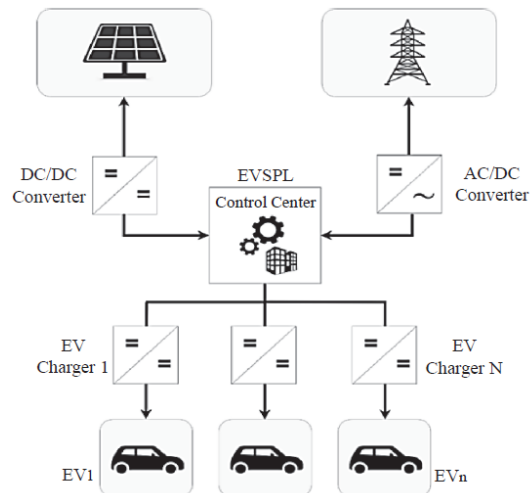 DC/DC
Converter
EVSPL
Control Center
AC/DC
Converter
EV
Charger 1
EV
Charger N
EV1
EVn